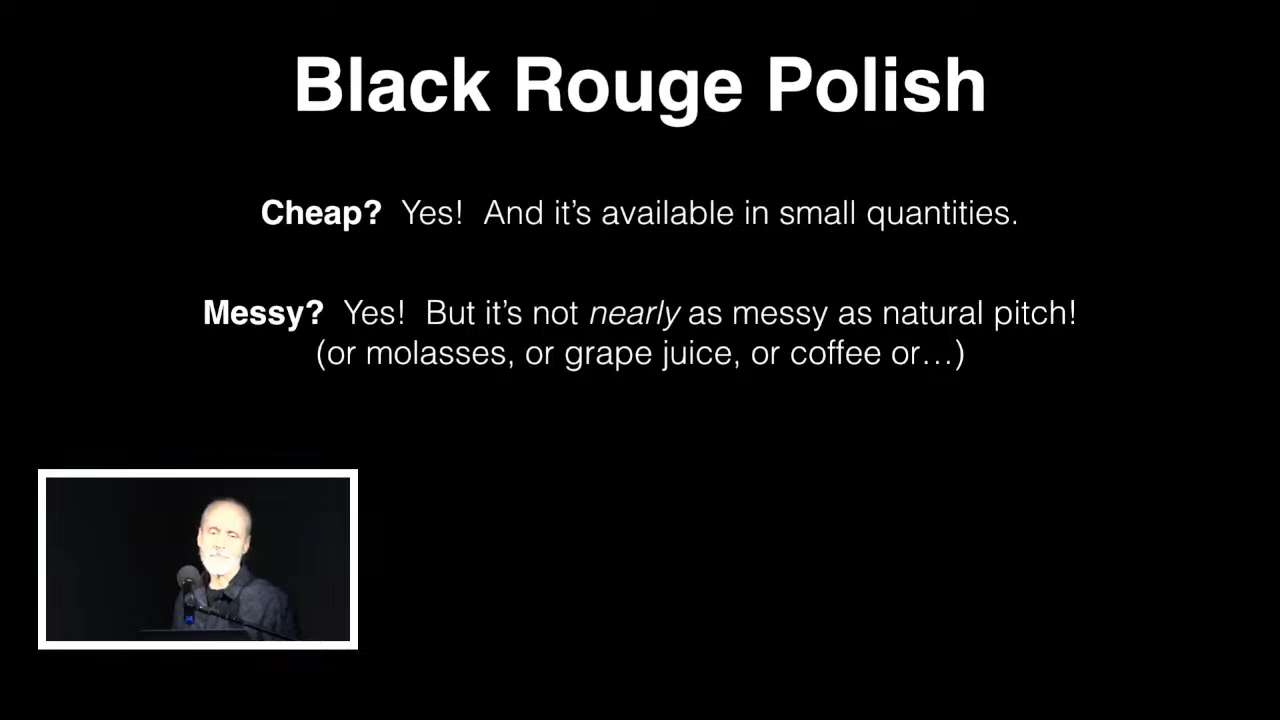 Black Rouge Polish
Cheap? Yes! And it’s available in small quantities.
Messy? Yes! But it’s not nearly as messy as natural pitch!
(or molasses, or grape juice, or coffee or…)